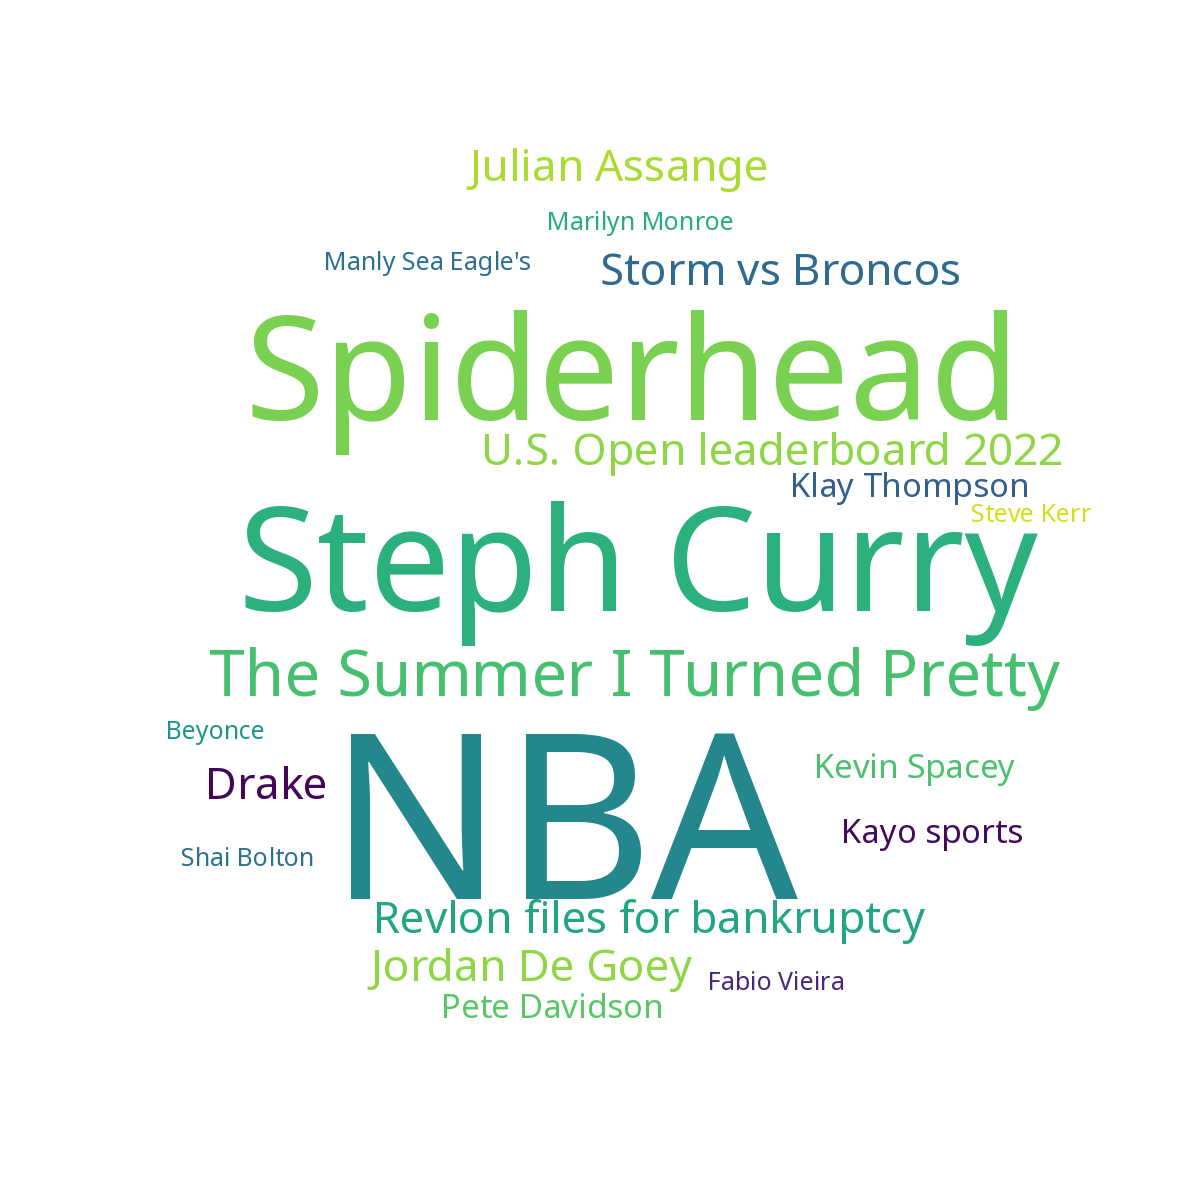 Julian Assange
Marilyn Monroe
Manly Sea Eagle's
Storm vs Broncos
Spiderhead
U.S. Open leaderboard 2022
Klay Thompson
Steve Kerr
Steph Curry
The Summer I Turned Pretty
Beyonce
NBA
Kevin Spacey
Drake
Kayo sports
Shai Bolton
Revlon files for bankruptcy
Jordan De Goey
Fabio Vieira
Pete Davidson